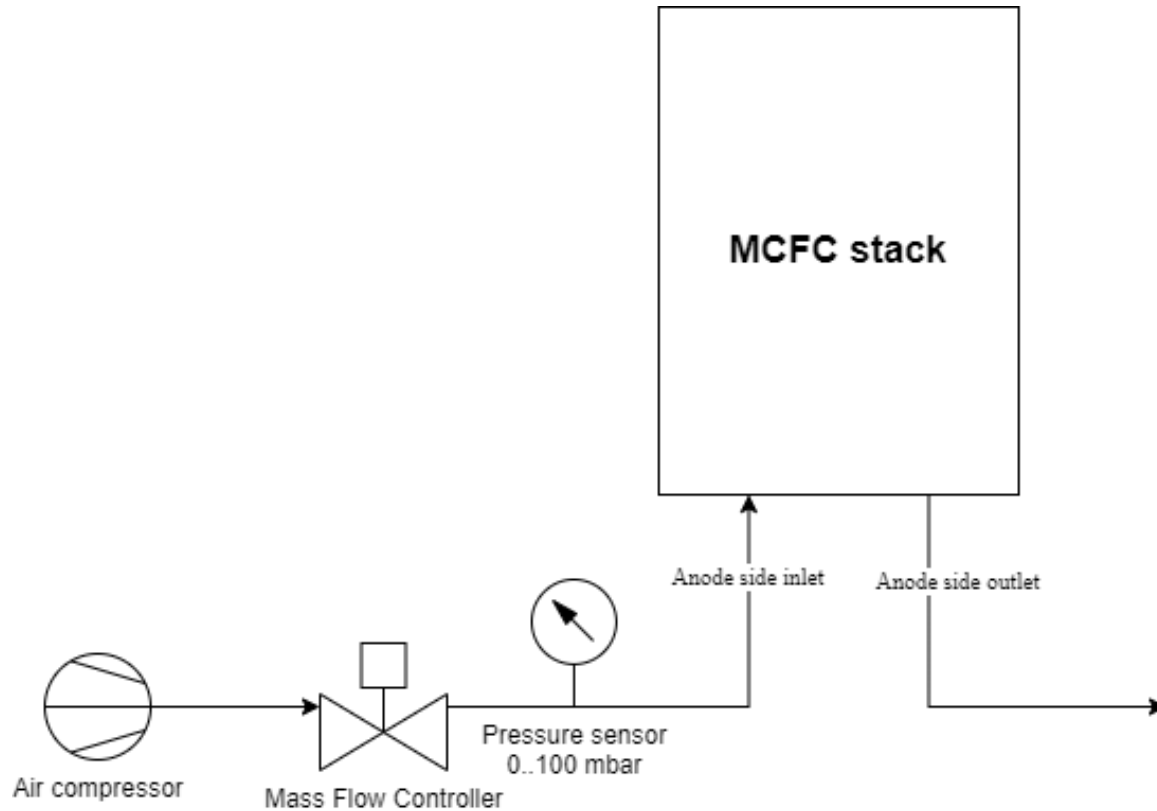 MCFC stack
Anode side inlet
Anode side outlet
Pressure sensor
0..100 mbar
Air compressor
Mass Flow Controller